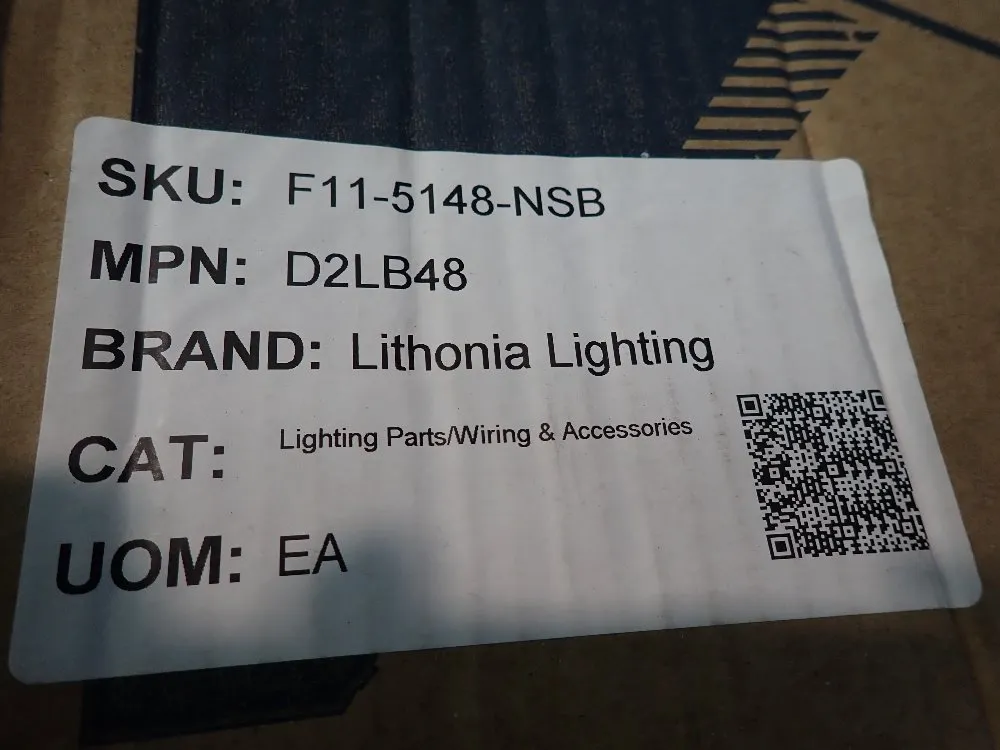 SKU: F11-5148-NSB
MPN: D2LB48
BRAND: Lithonia Lighting
CAT: Lighting Parts/Wiring & Accessories
UOM: EA